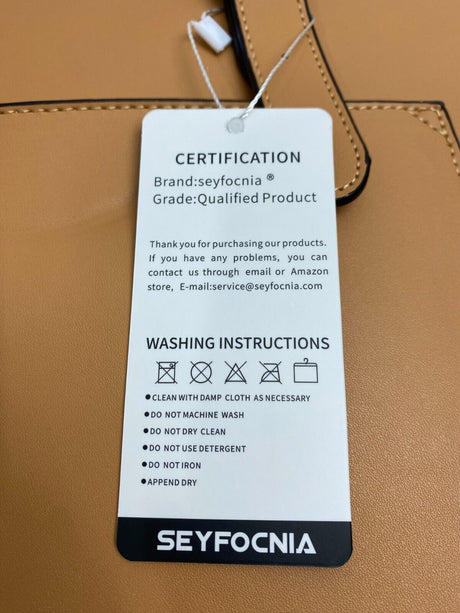 CERTIFICATION
Brand:seyfocnia ®
Grade:Qualified Product
Thank you for purchasing our products.
If you have any problems, you can
contact us through email or Amazon
store, E-mail:service@seyfocnia.com
WASHING INSTRUCTIONS
●CLEAN WITH DAMP CLOTH AS NECESSARY
●DO NOT MACHINE WASH
●DO NOT DRY CLEAN
●DO NOT USE DETERGENT
●DO NOT IRON
●APPEND DRY
SEYFOCNIA